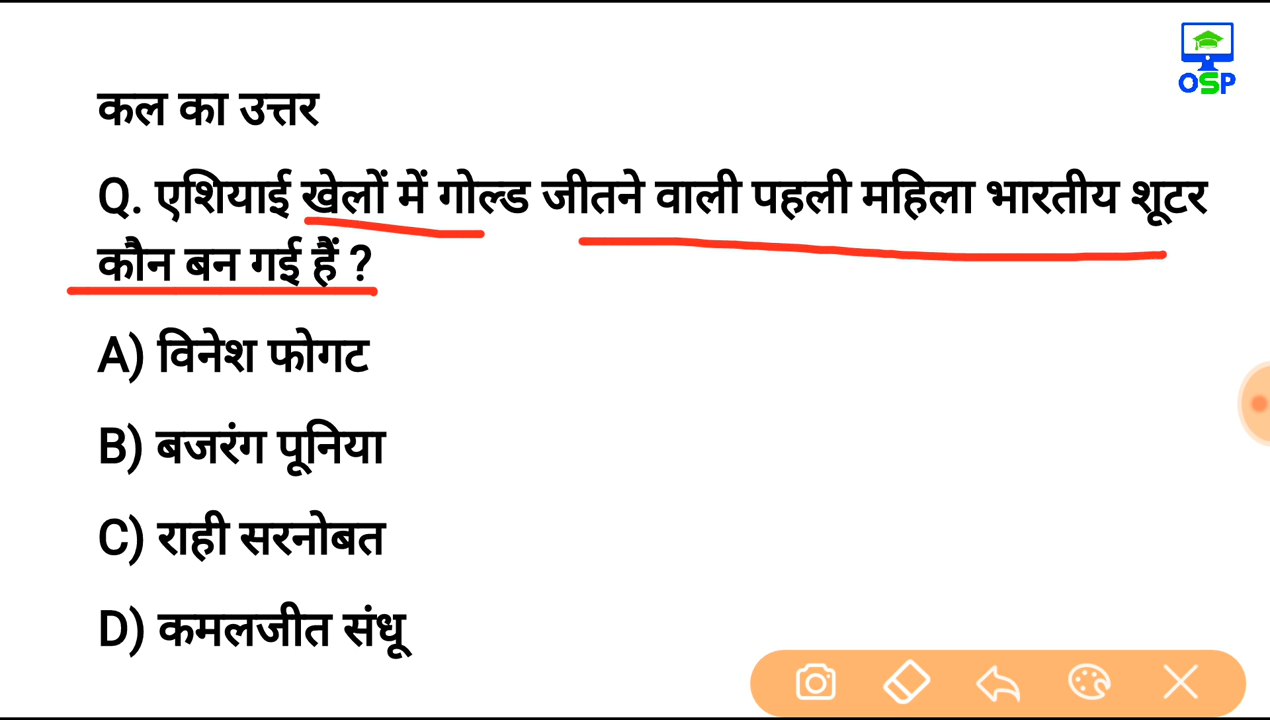 OSP
कल का उत्तर
Q. एशियाई खेलों में गोल्ड जीतने वाली पहली महिला भारतीय शूटर
कौन बन गई हैं ?
A) विनेश फोगट
B) बजरंग पूनिया
C) राही सरनोबत
D) कमलजीत संधू